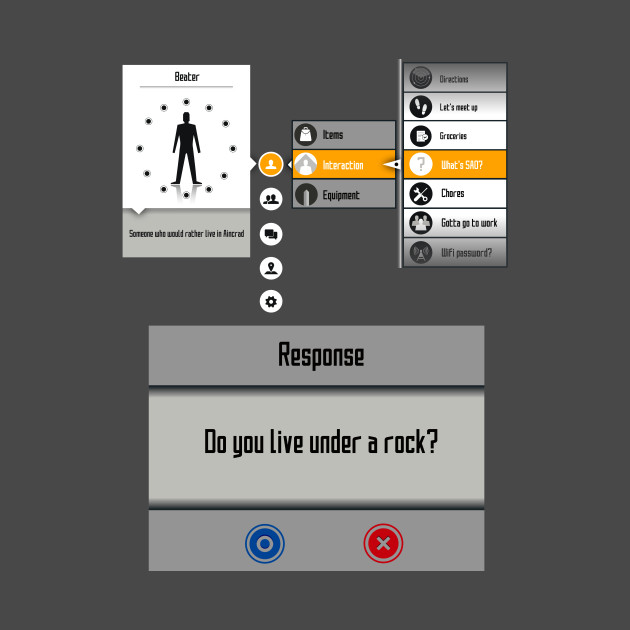 Beater
Someone who would rather live in Aincrad
Items
Interaction
Equipment
Directions
Let's meet up
Groceries
What's SAO?
Chores
Gotta go to work
Wifi password?
Response
Do you live under a rock?